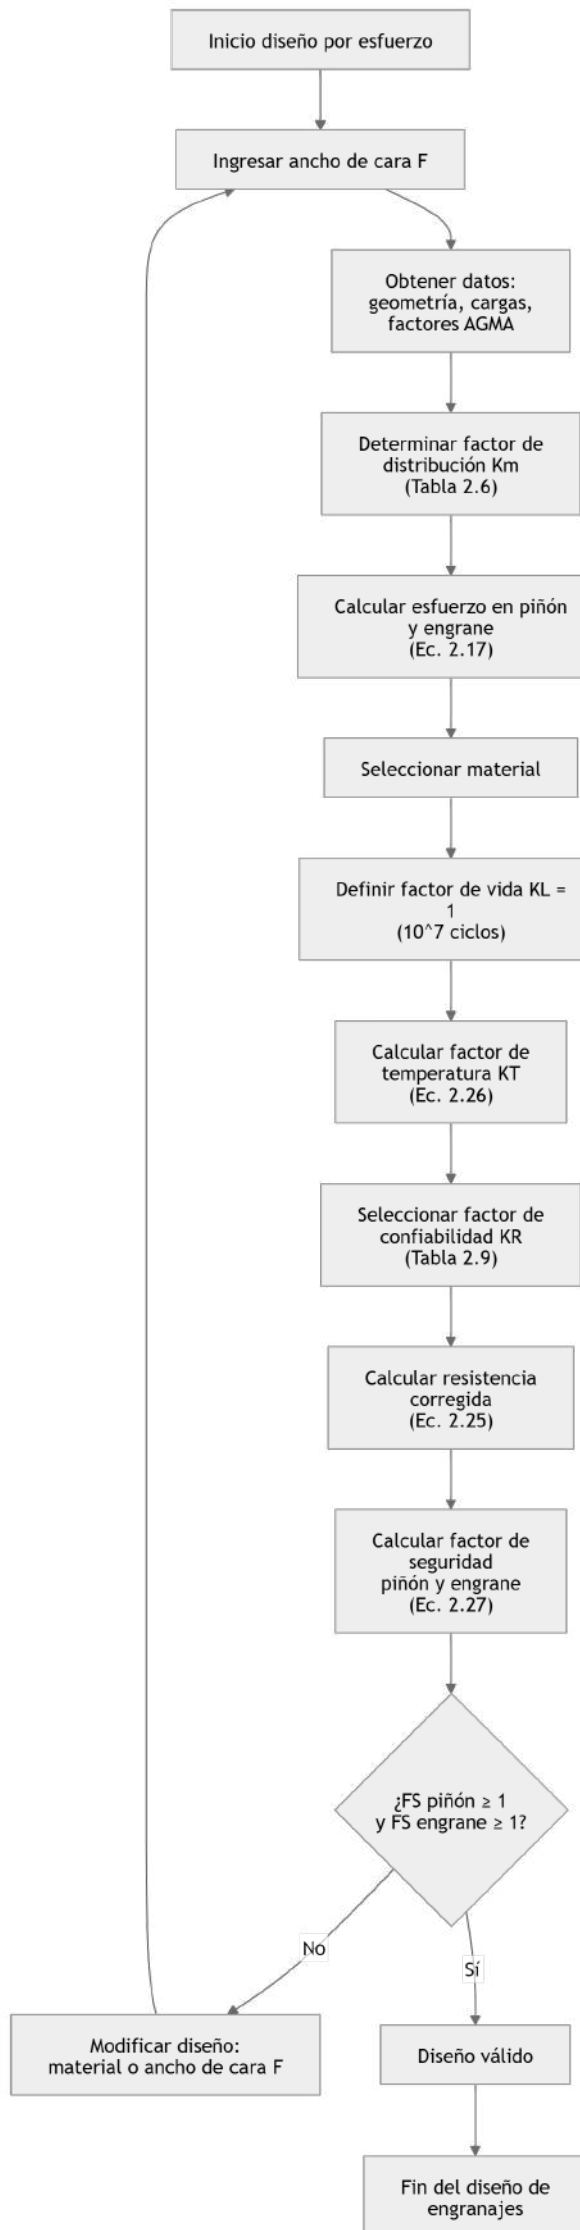 Inicio diseño por esfuerzo
Ingresar ancho de cara F
Obtener datos:
geometría, cargas,
factores AGMA
Determinar factor de
distribución Km
(Tabla 2.6)
Calcular esfuerzo en piñón
y engrane
(Ec. 2.17)
Seleccionar material
Definir factor de vida KL =
1
(10^7 ciclos)
Calcular factor de
temperatura KT
(Ec. 2.26)
Seleccionar factor de
confiabilidad KR
(Tabla 2.9)
Calcular resistencia
corregida
(Ec. 2.25)
Calcular factor de
seguridad
piñón y engrane
(Ec. 2.27)
¿FS piñón ≥ 1
y FS engrane ≥ 1?
No
Sí
Modificar diseño:
material o ancho de cara F
Diseño válido
Fin del diseño de
engranajes